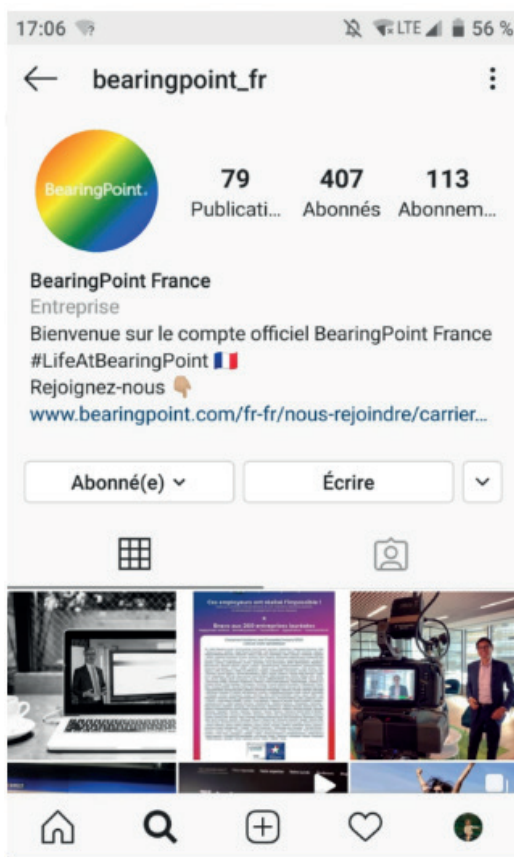 17:06 LTE 56 %
bearingpoint_fr
BearingPoint.
79 407 113
Publicati... Abonnés Abonnem...
BearingPoint France
Entreprise
Bienvenue sur le compte officiel BearingPoint France
#LifeAtBearingPoint 🇫🇷
Rejoignez-nous 👇🏼
www.bearingpoint.com/fr-fr/nous-rejoindre/carrier...
Abonné(e) Écrire
Ces employeurs ont réalisé l'impossible !
Bravo aux 203 entreprises lauréates